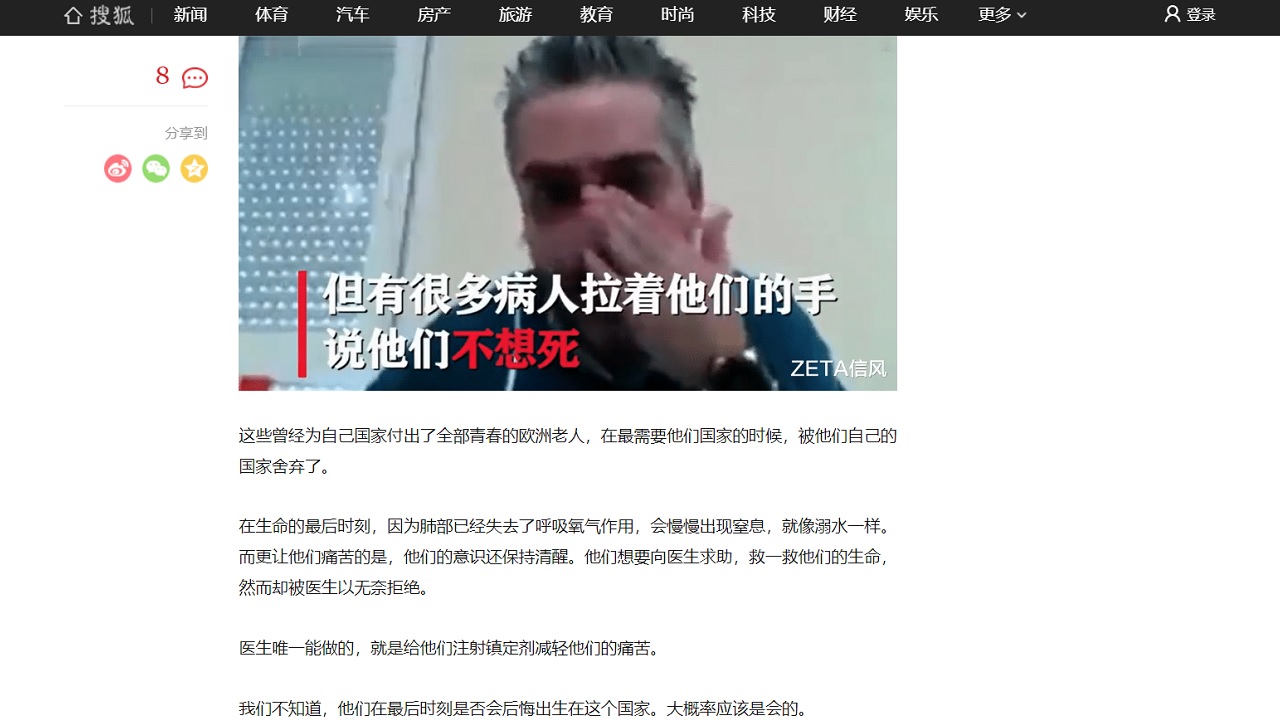 搜狐 新闻 体育 汽车 房产 旅游 教育 时尚 科技 财经 娱乐 更多 登录
8
分享到
但有很多病人拉着他们的手
说他们不想死
ZETA信风
这些曾经为自己国家付出了全部青春的欧洲老人，在最需要他们国家的时候，被他们自己的
国家舍弃了。
在生命的最后时刻，因为肺部已经失去了呼吸氧气作用，会慢慢出现窒息，就像溺水一样。
而更让他们痛苦的是，他们的意识还保持清醒。他们想要向医生求助，救一救他们的生命，
然而却被医生以无奈拒绝。
医生唯一能做的，就是给他们注射镇定剂减轻他们的痛苦。
我们不知道，他们在最后时刻是否会后悔出生在这个国家。大概率应该是会的。